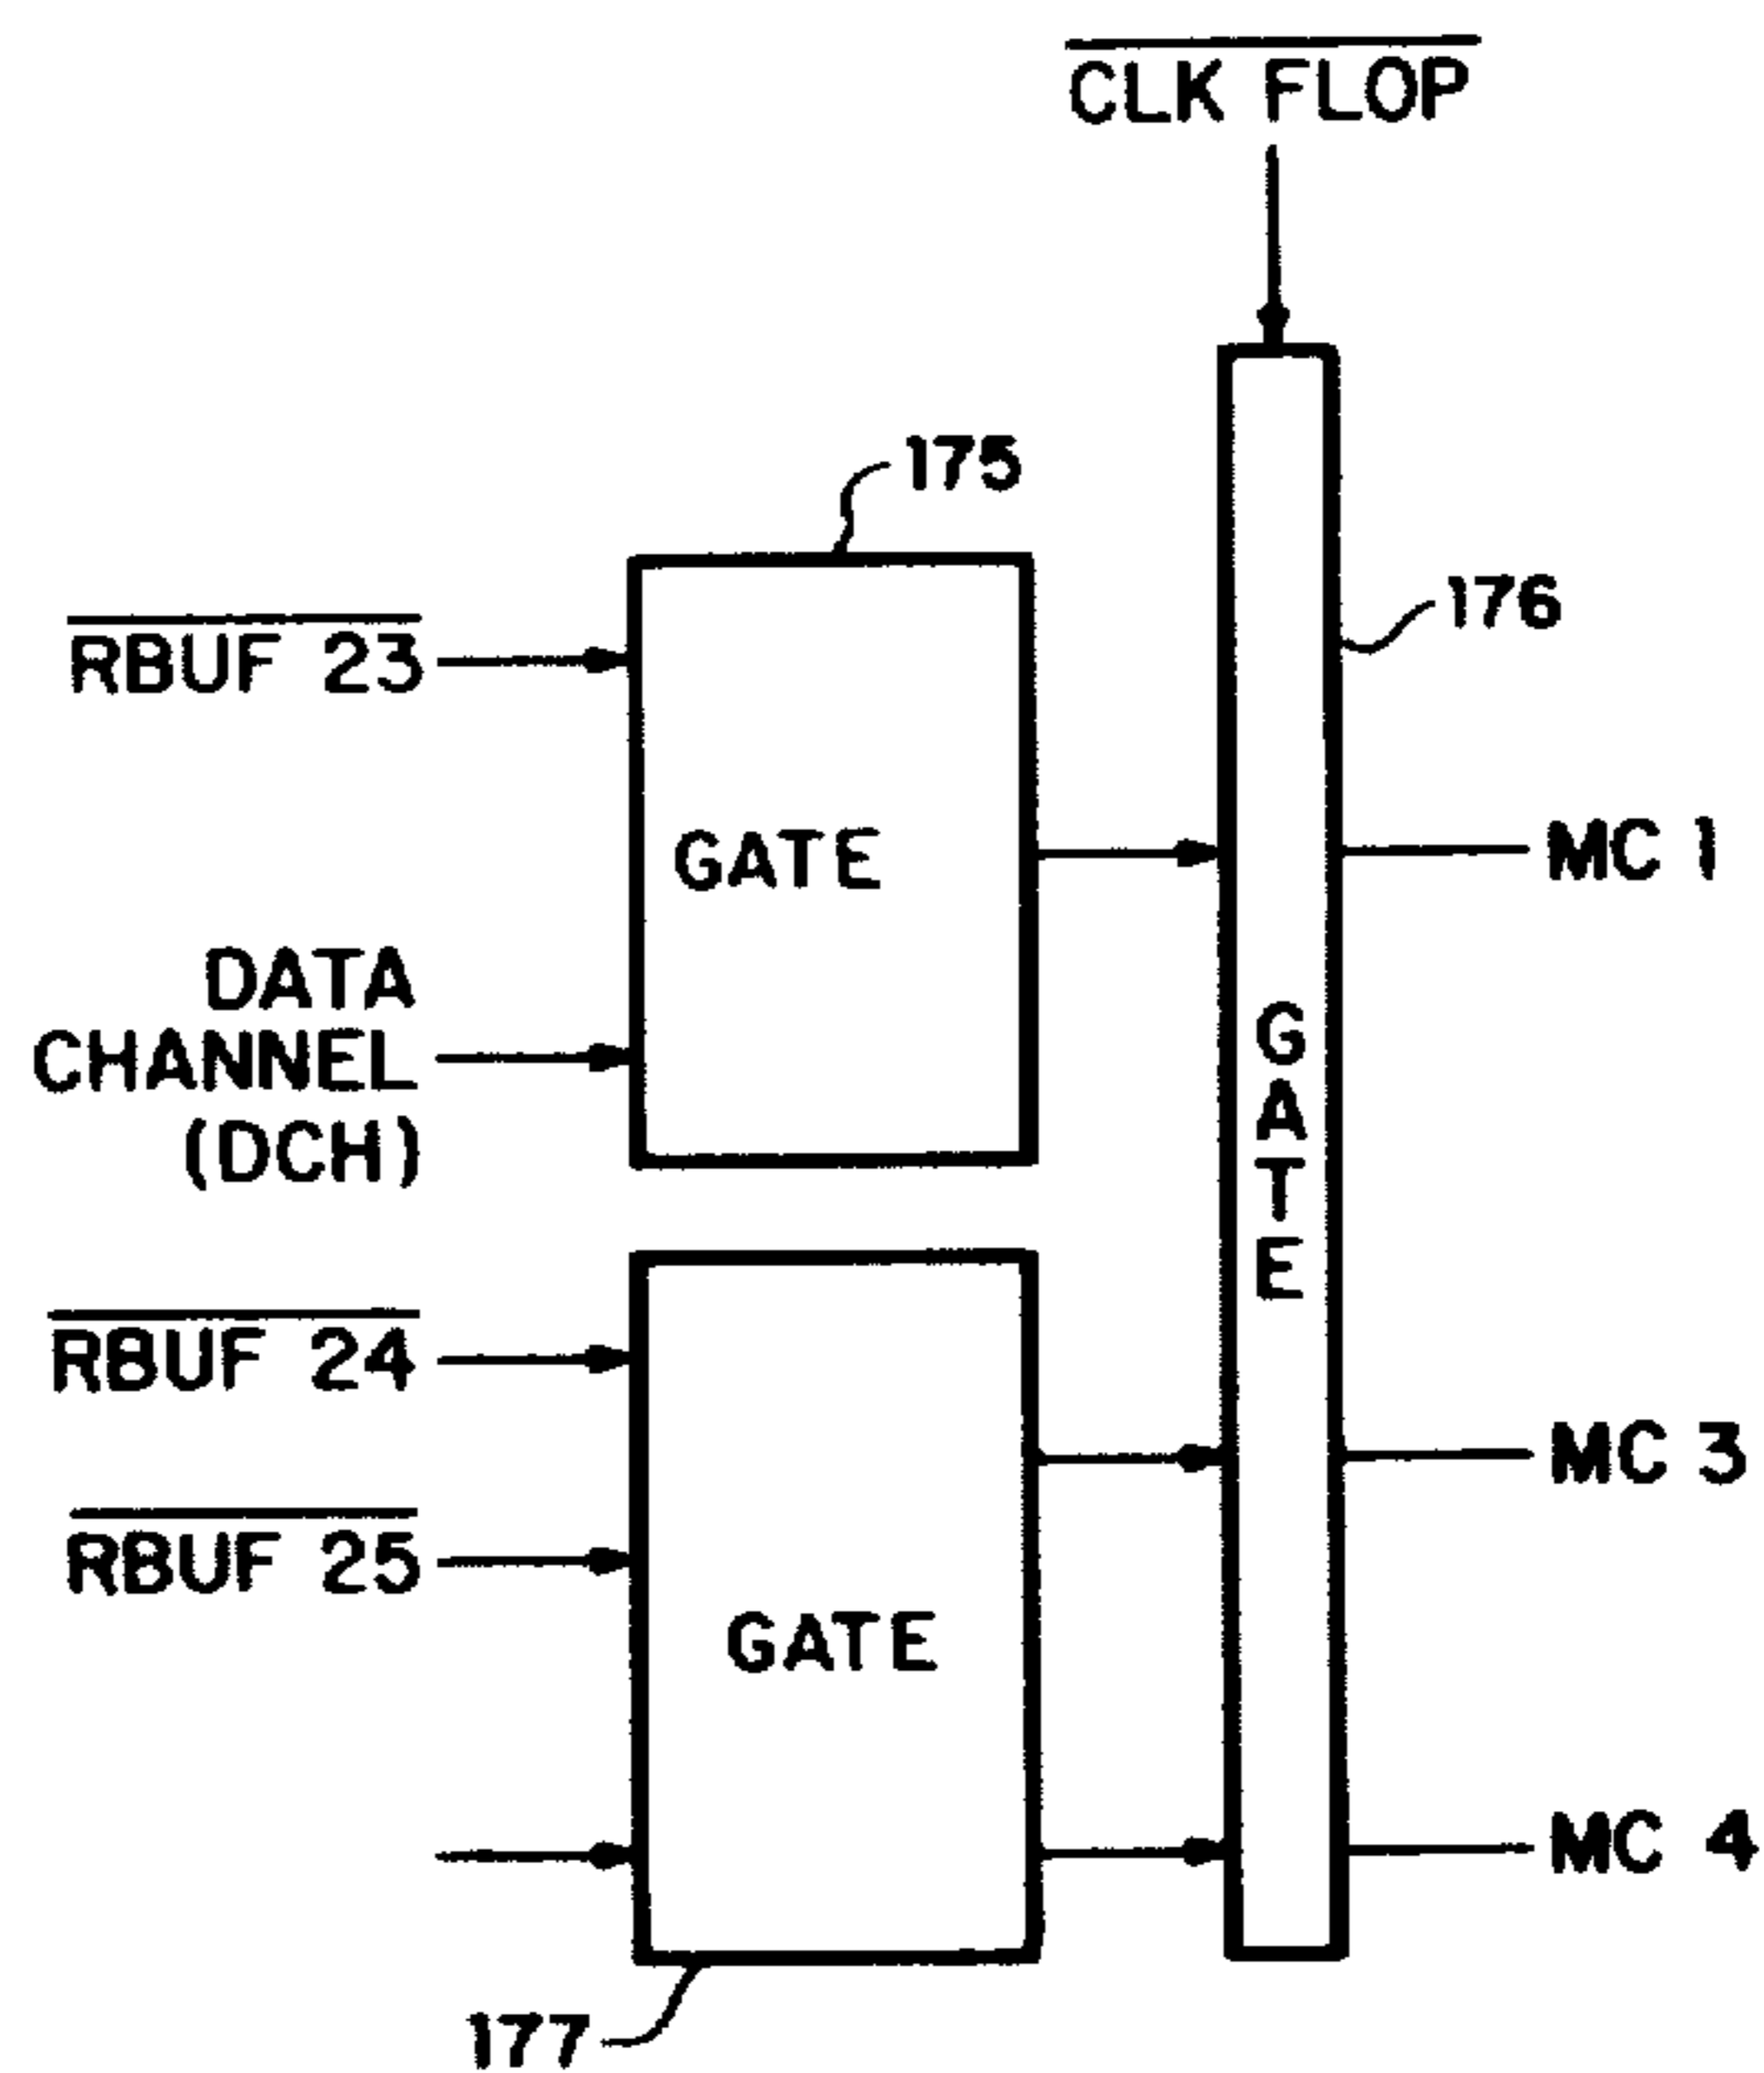 CLK FLOP
175
176
RBUF 23
GATE
MC 1
DATA
CHANNEL
(DCH)
GATE
RBUF 24
RBUF 25
MC 3
GATE
MC 4
177